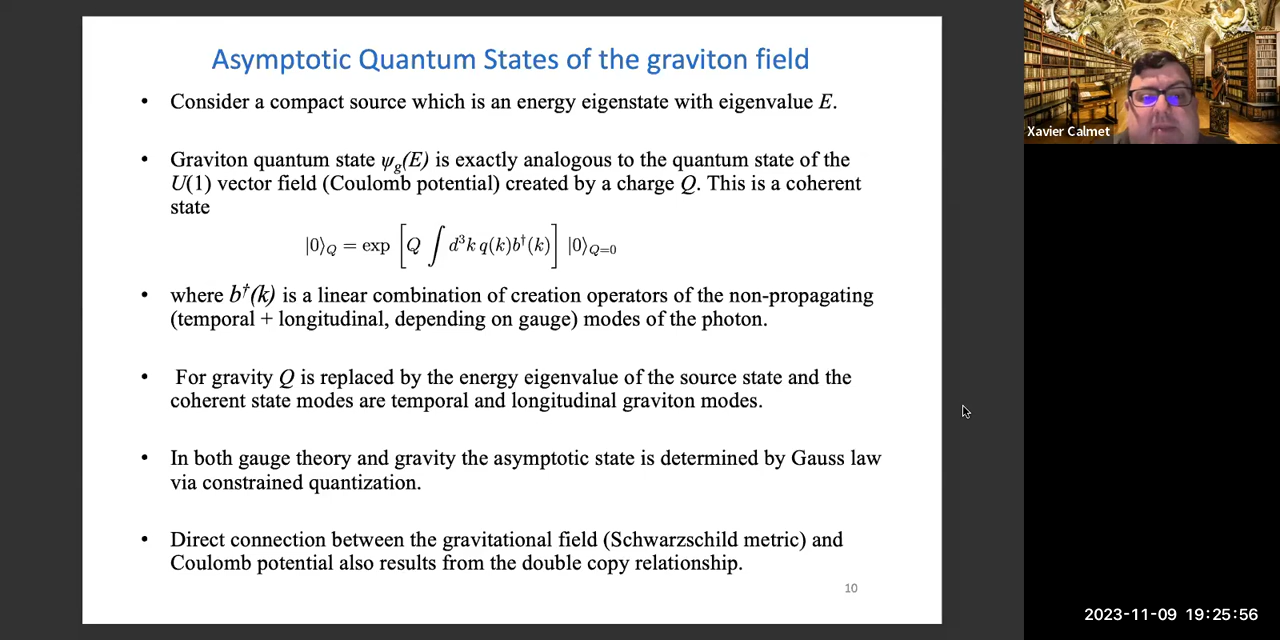 Asymptotic Quantum States of the graviton field
• Consider a compact source which is an energy eigenstate with eigenvalue E.
• Graviton quantum state ψg(E) is exactly analogous to the quantum state of the
U(1) vector field (Coulomb potential) created by a charge Q. This is a coherent
state
|0⟩Q = exp [Q ∫ d³k q(k)b†(k)] |0⟩Q=0
• where b†(k) is a linear combination of creation operators of the non-propagating
(temporal + longitudinal, depending on gauge) modes of the photon.
• For gravity Q is replaced by the energy eigenvalue of the source state and the
coherent state modes are temporal and longitudinal graviton modes.
• In both gauge theory and gravity the asymptotic state is determined by Gauss law
via constrained quantization.
• Direct connection between the gravitational field (Schwarzschild metric) and
Coulomb potential also results from the double copy relationship.
10
Xavier Calmet
2023-11-09 19:25:56